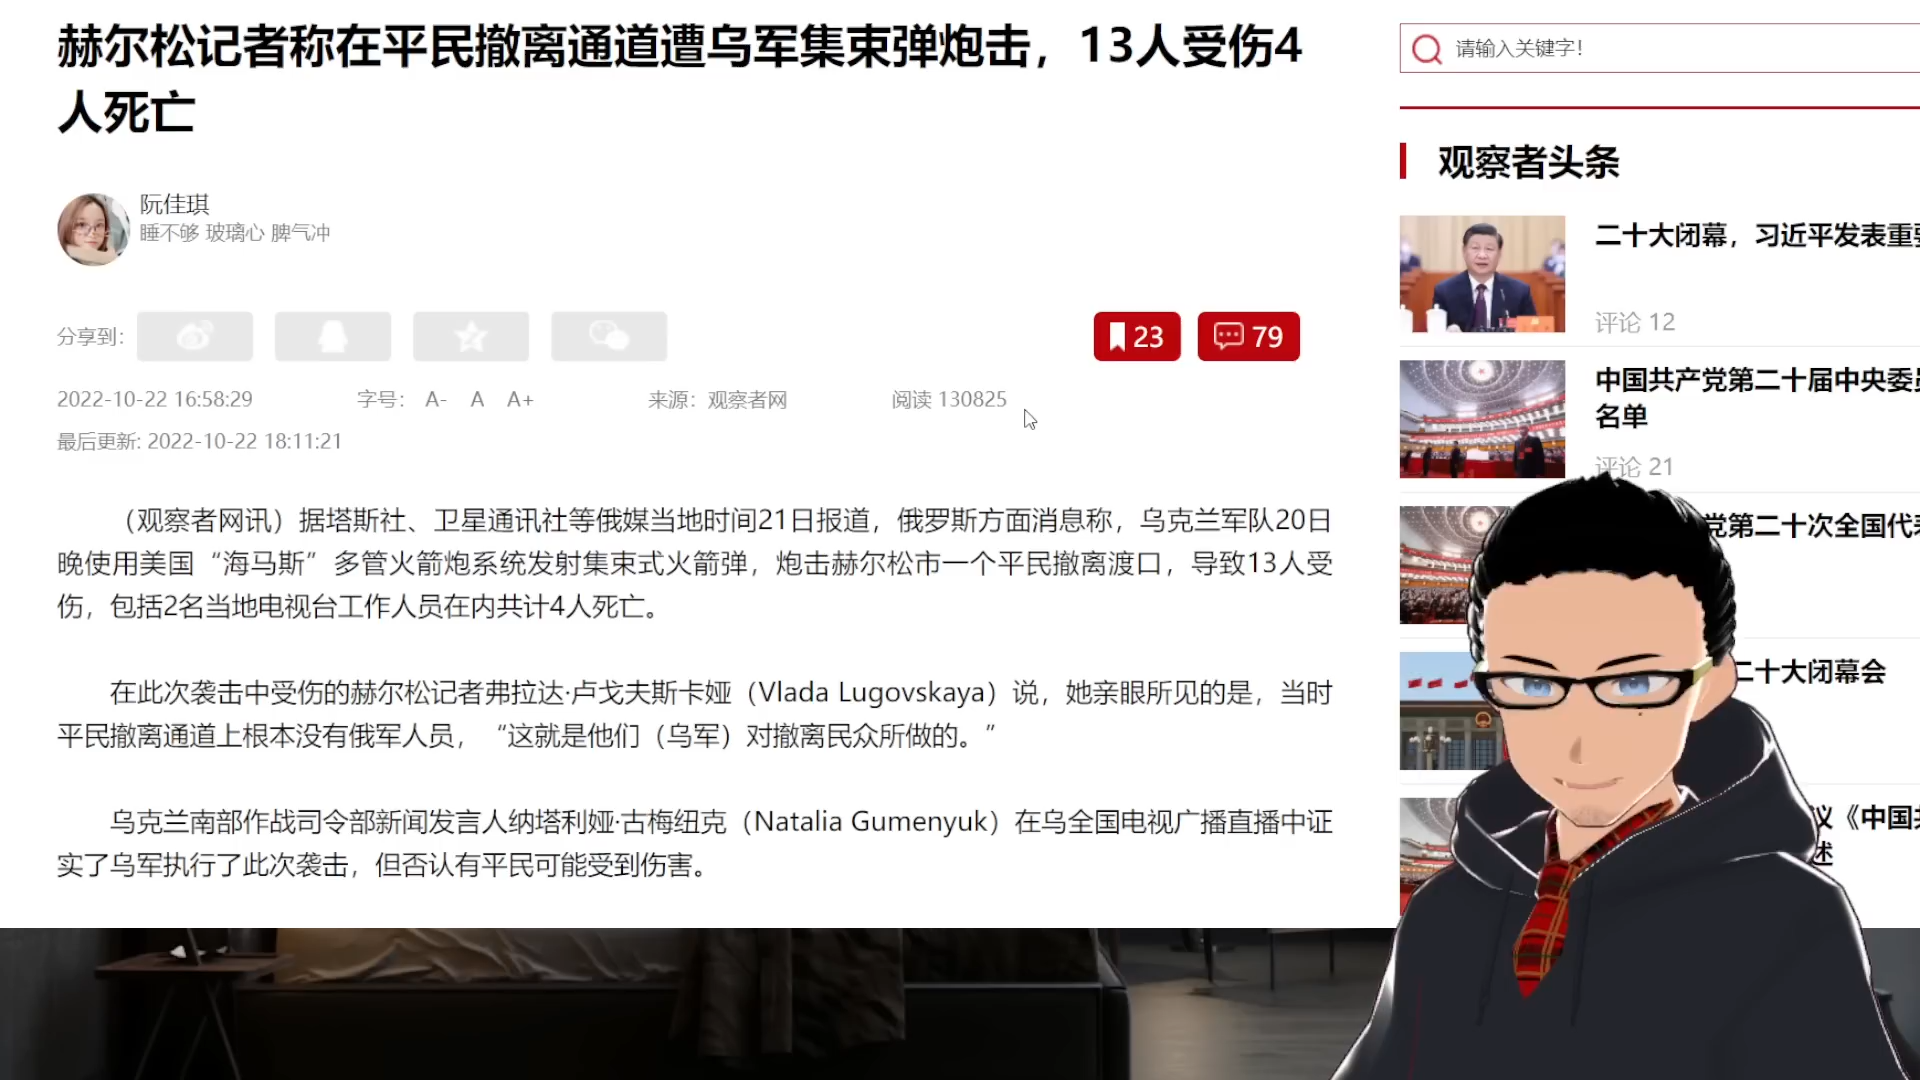 赫尔松记者称在平民撤离通道遭乌军集束弹炮击，13人受伤4
人死亡
阮佳琪
睡不够 玻璃心 脾气冲
分享到：
23
79
2022-10-22 16:58:29
字号： A- A A+
来源：观察者网
阅读 130825
最后更新: 2022-10-22 18:11:21
（观察者网讯）据塔斯社、卫星通讯社等俄媒当地时间21日报道，俄罗斯方面消息称，乌克兰军队20日
晚使用美国“海马斯”多管火箭炮系统发射集束式火箭弹，炮击赫尔松市一个平民撤离渡口，导致13人受
伤，包括2名当地电视台工作人员在内共计4人死亡。
在此次袭击中受伤的赫尔松记者弗拉达·卢戈夫斯卡娅（Vlada Lugovskaya）说，她亲眼所见的是，当时
平民撤离通道上根本没有俄军人员，“这就是他们（乌军）对撤离民众所做的。”
乌克兰南部作战司令部新闻发言人纳塔利娅·古梅纽克（Natalia Gumenyuk）在乌全国电视广播直播中证
实了乌军执行了此次袭击，但否认有平民可能受到伤害。
请输入关键字！
观察者头条
二十大闭幕，习近平发表重要
评论 12
中国共产党第二十届中央委员
名单
评论 21
党第二十次全国代表
二十大闭幕会
议《中国共
述